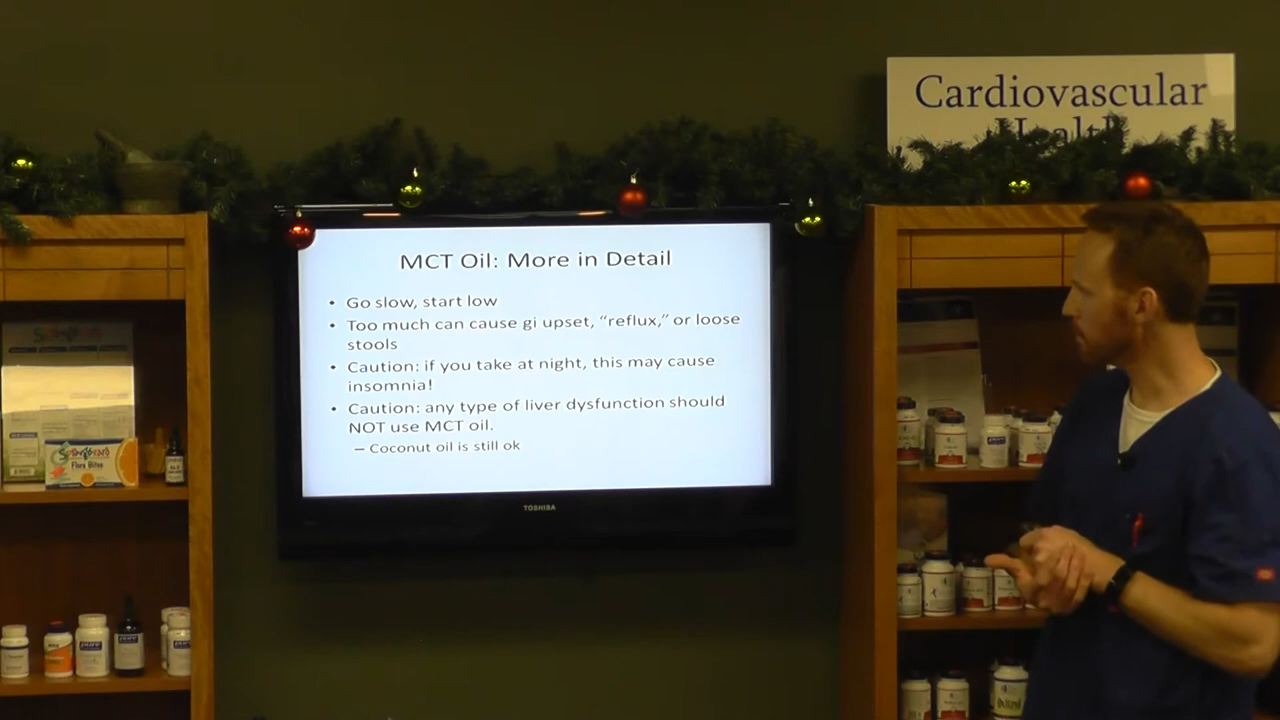 Cardiovascular
Health
MCT Oil: More in Detail
• Go slow, start low
• Too much can cause gi upset, “reflux,” or loose
stools
• Caution: if you take at night, this may cause
insomnia!
• Caution: any type of liver dysfunction should
NOT use MCT oil.
– Coconut oil is still ok
TOSHIBA
Flora Bites